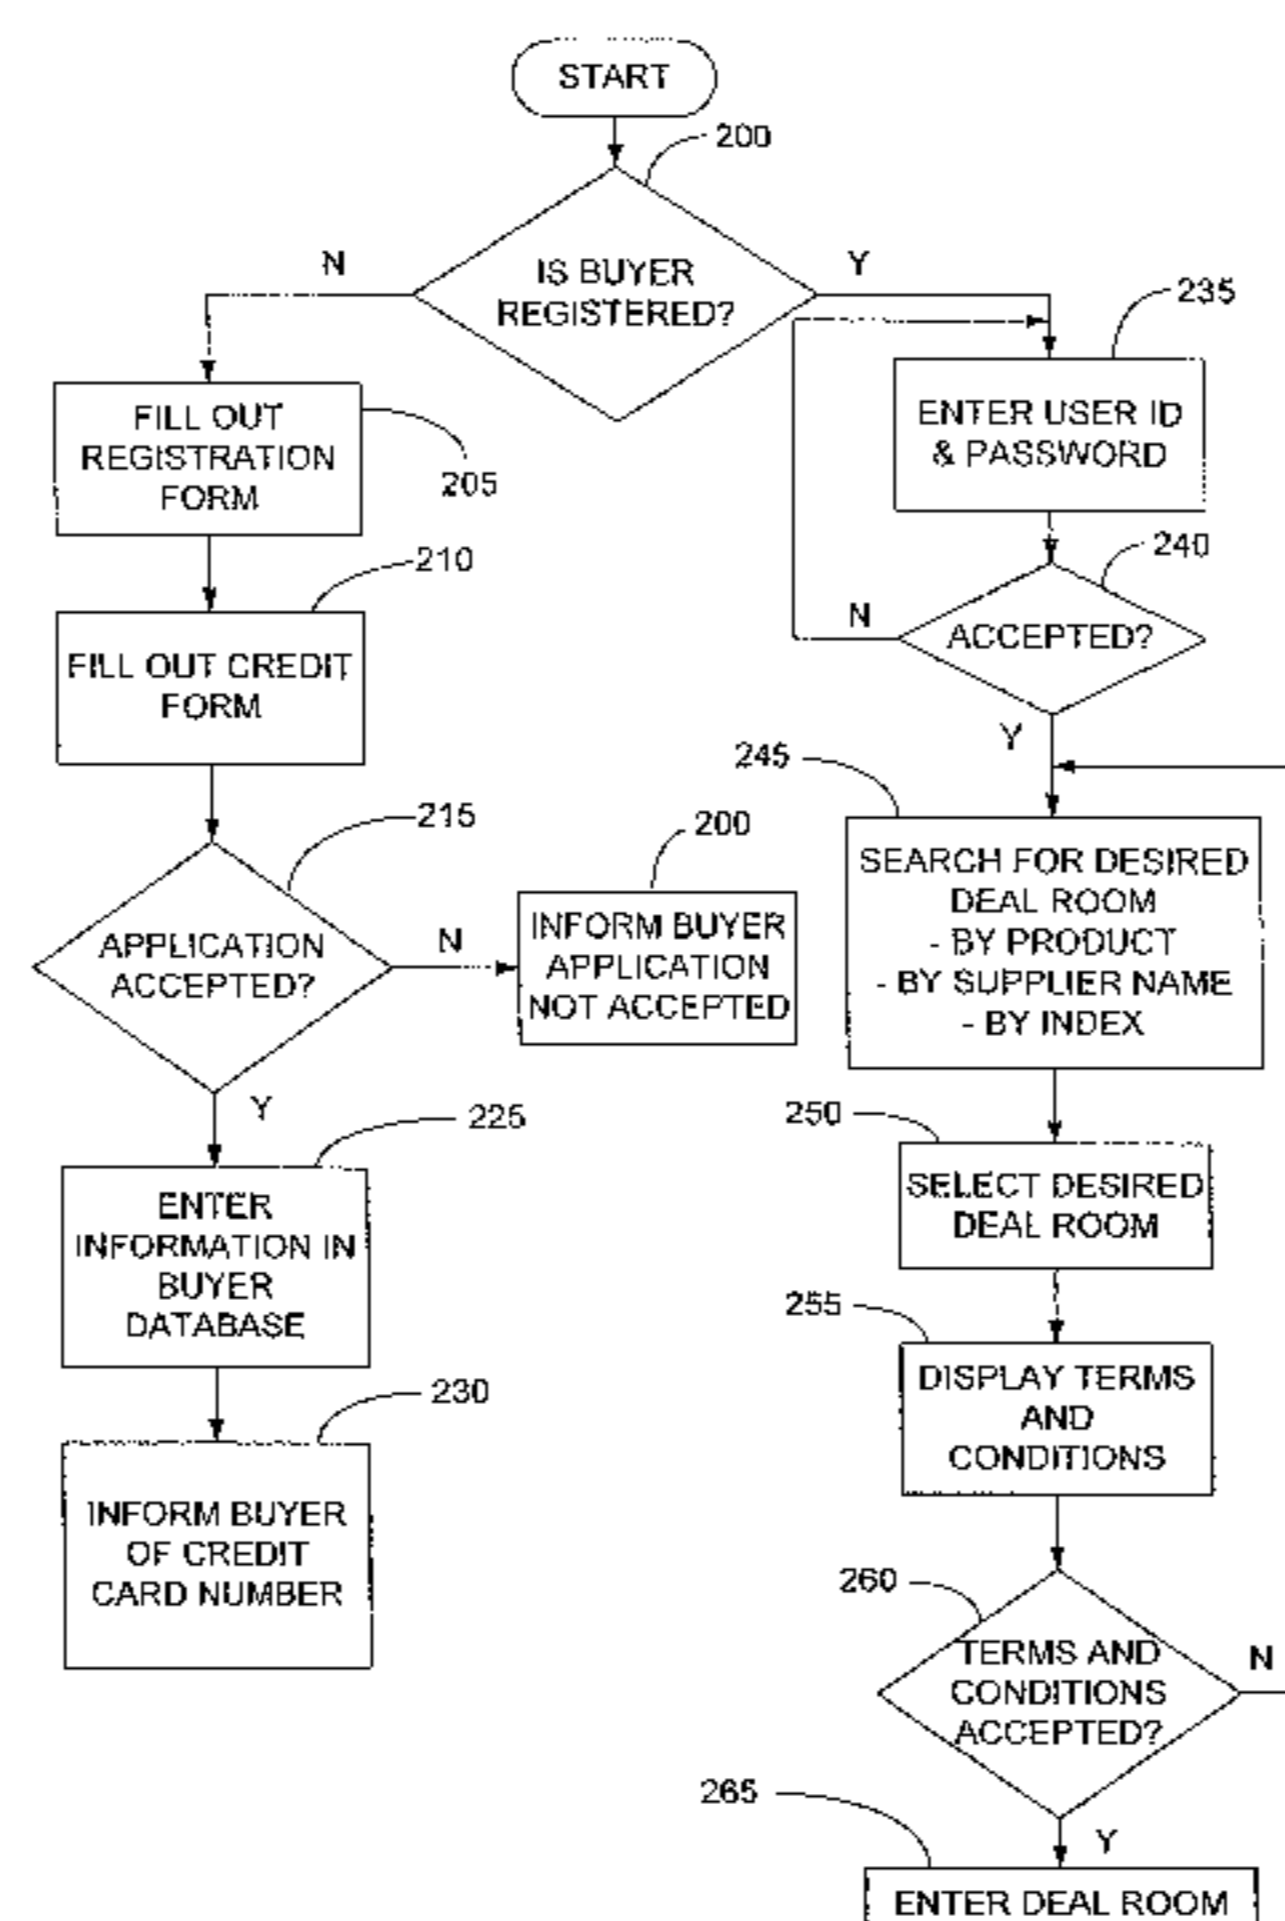 START
200
IS BUYER
REGISTERED?
N
Y
FILL OUT
REGISTRATION
FORM
205
210
FILL OUT CREDIT
FORM
215
APPLICATION
ACCEPTED?
N
200
INFORM BUYER
APPLICATION
NOT ACCEPTED
Y
225
ENTER
INFORMATION IN
BUYER
DATABASE
230
INFORM BUYER
OF CREDIT
CARD NUMBER
235
ENTER USER ID
& PASSWORD
240
ACCEPTED?
N
Y
245
SEARCH FOR DESIRED
DEAL ROOM
- BY PRODUCT
- BY SUPPLIER NAME
- BY INDEX
250
SELECT DESIRED
DEAL ROOM
255
DISPLAY TERMS
AND
CONDITIONS
260
TERMS AND
CONDITIONS
ACCEPTED?
N
Y
265
ENTER DEAL ROOM